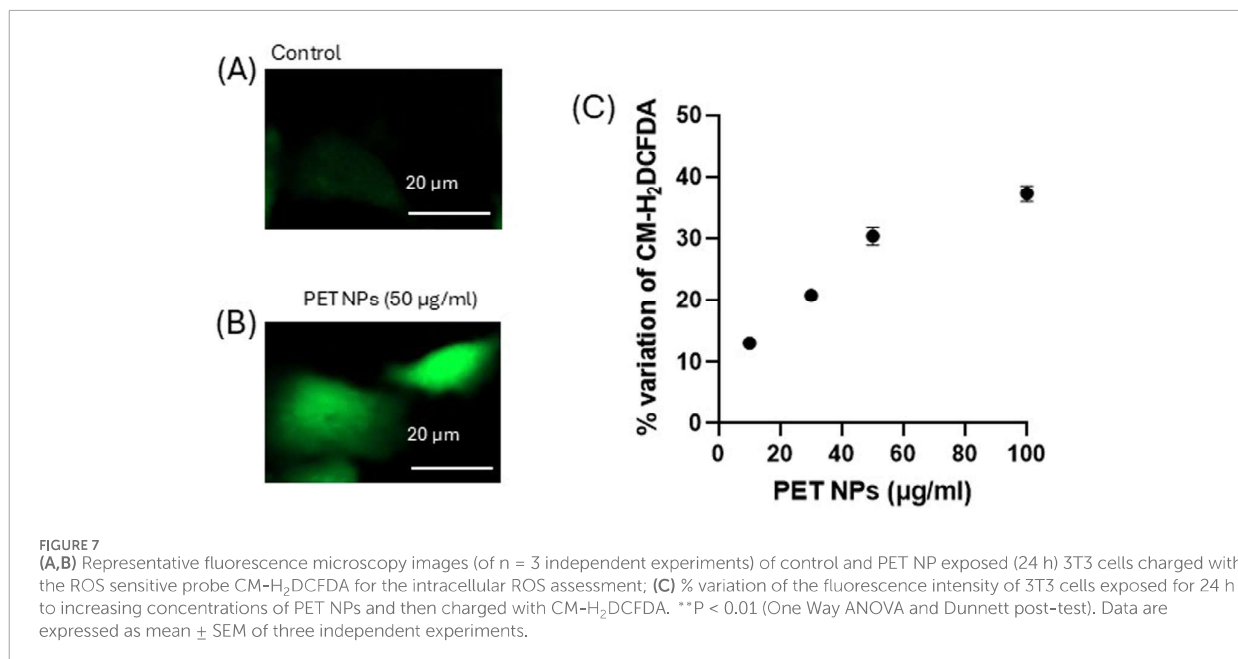 (A)
Control
20 µm
(B)
PET NPs (50 µg/ml)
20 µm
(C)
% variation of CM-H₂DCFDA
50
40
30
20
10
0
0 20 40 60 80 100
PET NPs (µg/ml)
FIGURE 7
(A,B) Representative fluorescence microscopy images (of n = 3 independent experiments) of control and PET NP exposed (24 h) 3T3 cells charged with
the ROS sensitive probe CM-H₂DCFDA for the intracellular ROS assessment; (C) % variation of the fluorescence intensity of 3T3 cells exposed for 24 h
to increasing concentrations of PET NPs and then charged with CM-H₂DCFDA. **P < 0.01 (One Way ANOVA and Dunnett post-test). Data are
expressed as mean ± SEM of three independent experiments.